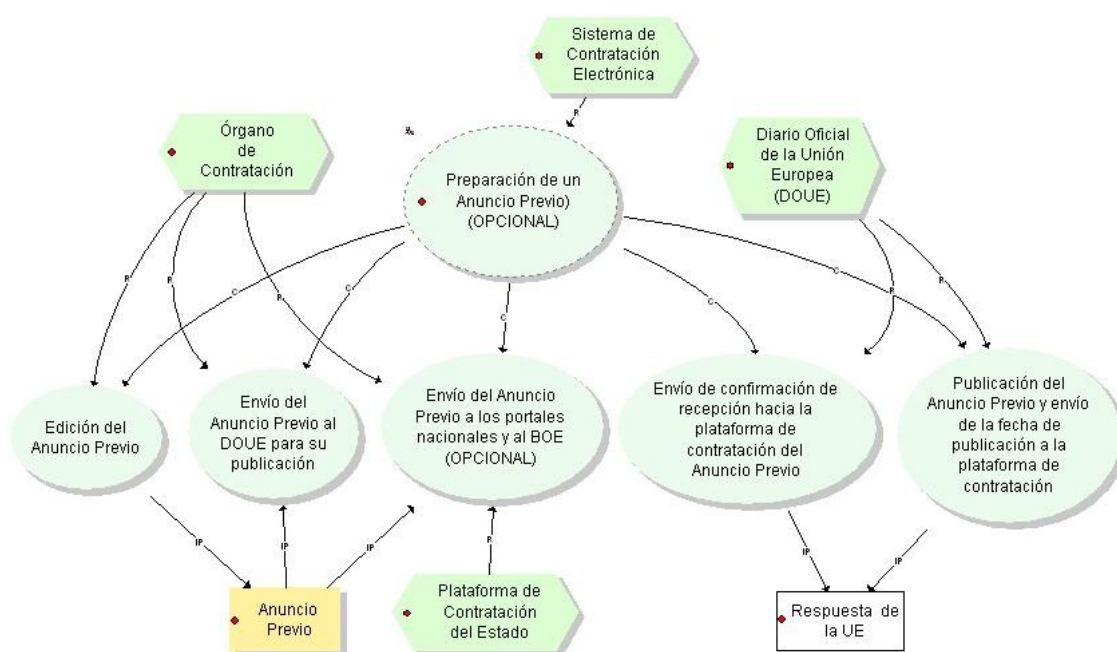 Sistema de
Contratación
Electrónica
R
Órgano
de
Contratación
Preparación de un
Anuncio Previo)
(OPCIONAL)
Diario Oficial
de la Unión
Europea
(DOUE)
R
R
C
C
R
C
C
C
R
R
Edición del
Anuncio Previo
Envío del
Anuncio Previo al
DOUE para su
publicación
Envío del Anuncio
Previo a los portales
nacionales y al BOE
(OPCIONAL)
Envío de confirmación de
recepción hacia la
plataforma de
contratación del
Anuncio Previo
Publicación del
Anuncio Previo y envío
de la fecha de
publicación a la
plataforma de
contratación
IP
IP
IP
R
IP
IP
Anuncio
Previo
Plataforma de
Contratación
del Estado
Respuesta de
la UE